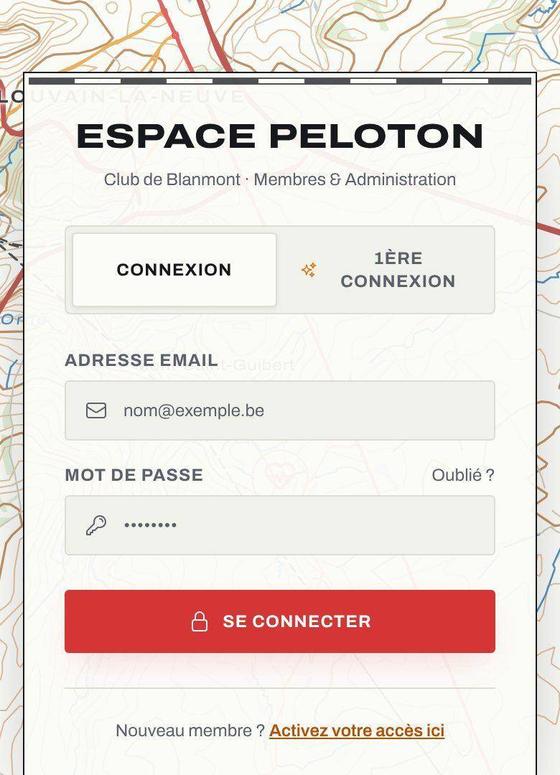 LOUVAIN-LA-NEUVE
ESPACE PELOTON
Club de Blanmont · Membres & Administration
CONNEXION
1ÈRE
CONNEXION
ADRESSE EMAIL
nom@exemple.be
MOT DE PASSE
Oublié ?
••••••••
SE CONNECTER
Nouveau membre ? Activez votre accès ici